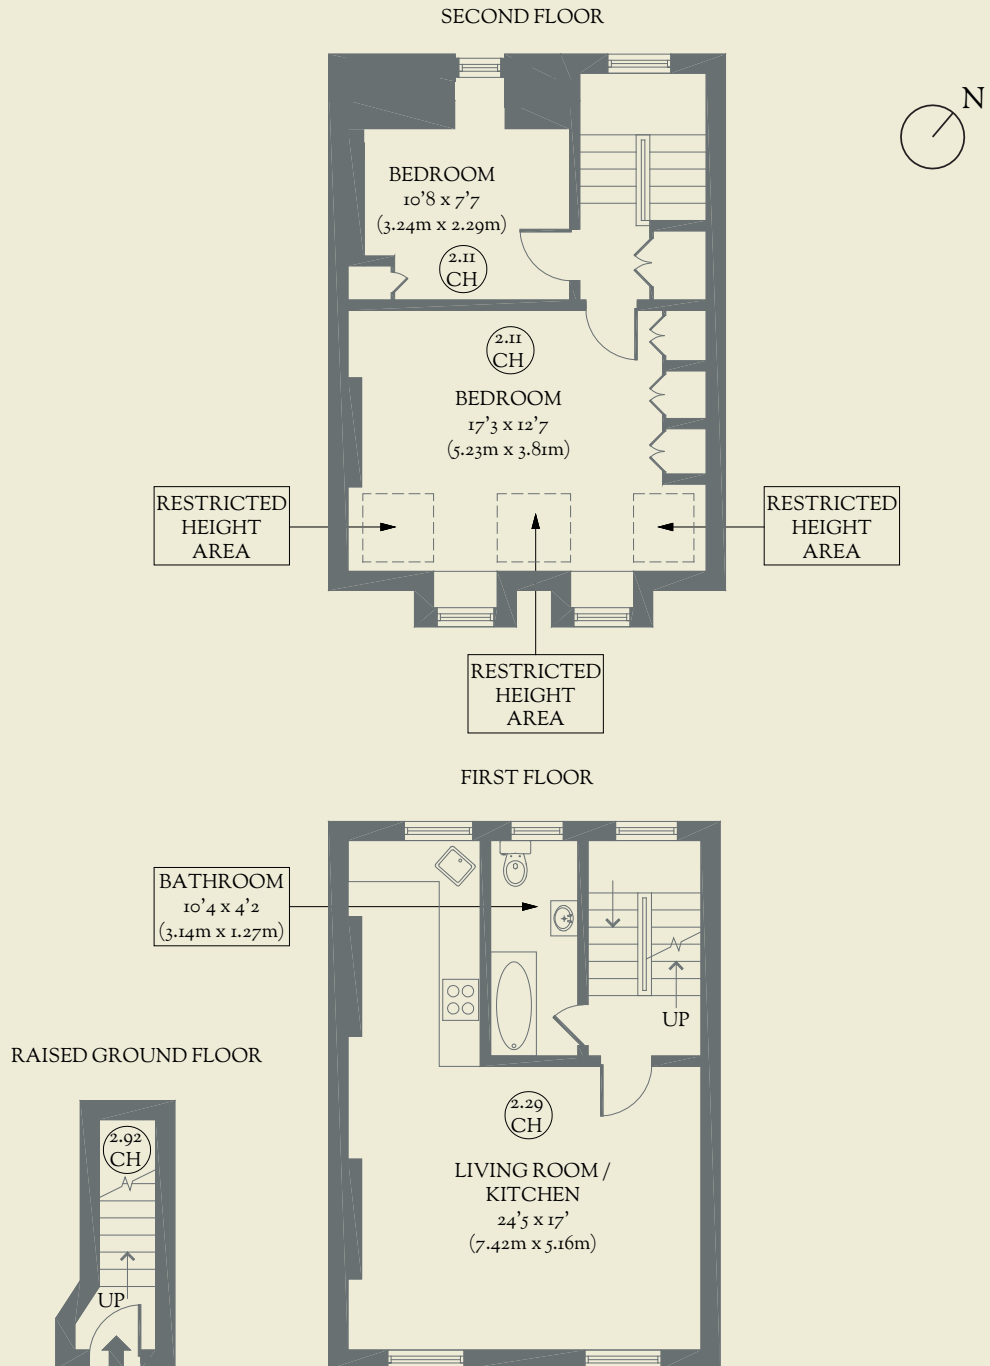 SECOND FLOOR
N
BEDROOM
10'8 x 7'7
(3.24m x 2.29m)
2.11
CH
2.11
CH
BEDROOM
17'3 x 12'7
(5.23m x 3.81m)
RESTRICTED
HEIGHT
AREA
RESTRICTED
HEIGHT
AREA
RESTRICTED
HEIGHT
AREA
FIRST FLOOR
BATHROOM
10'4 x 4'2
(3.14m x 1.27m)
UP
RAISED GROUND FLOOR
2.92
CH
UP
2.29
CH
LIVING ROOM /
KITCHEN
24'5 x 17'
(7.42m x 5.16m)